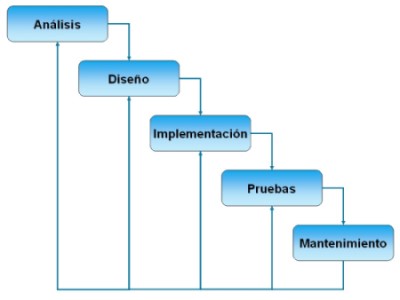 Análisis
Diseño
Implementación
Pruebas
Mantenimiento